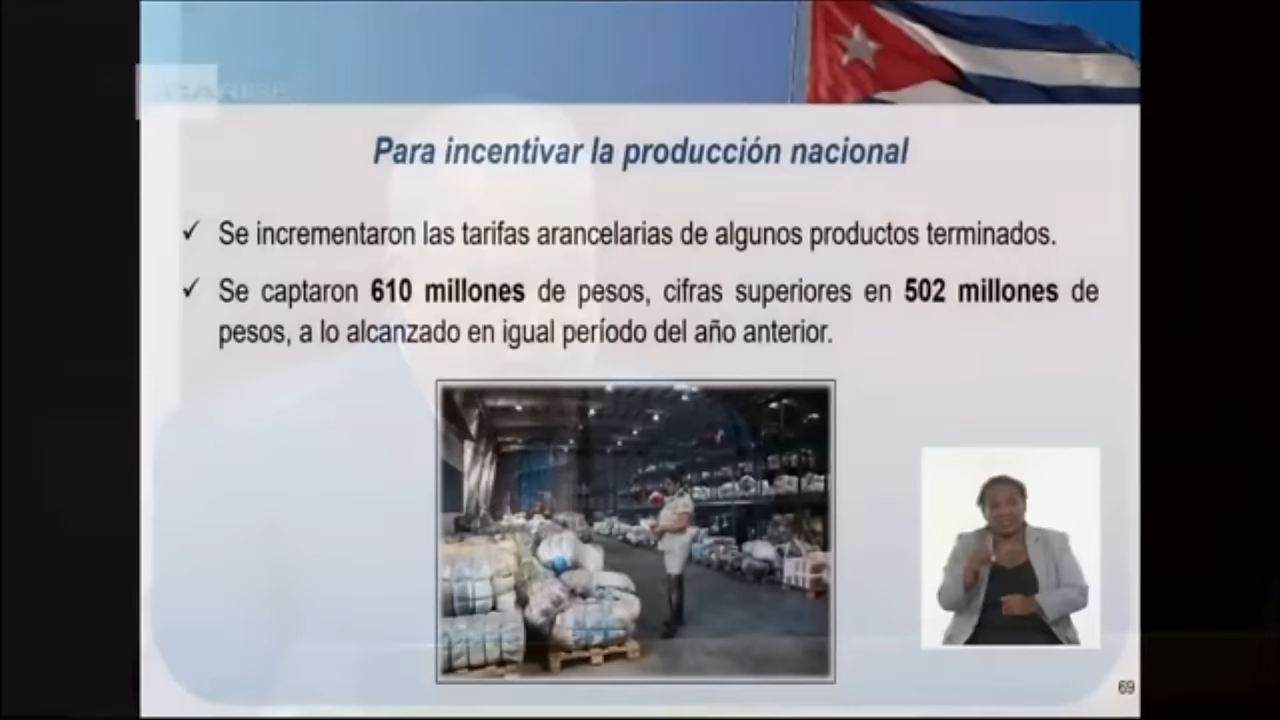 CARIBE
Para incentivar la producción nacional
✓ Se incrementaron las tarifas arancelarias de algunos productos terminados.
✓ Se captaron 610 millones de pesos, cifras superiores en 502 millones de
pesos, a lo alcanzado en igual período del año anterior.
69